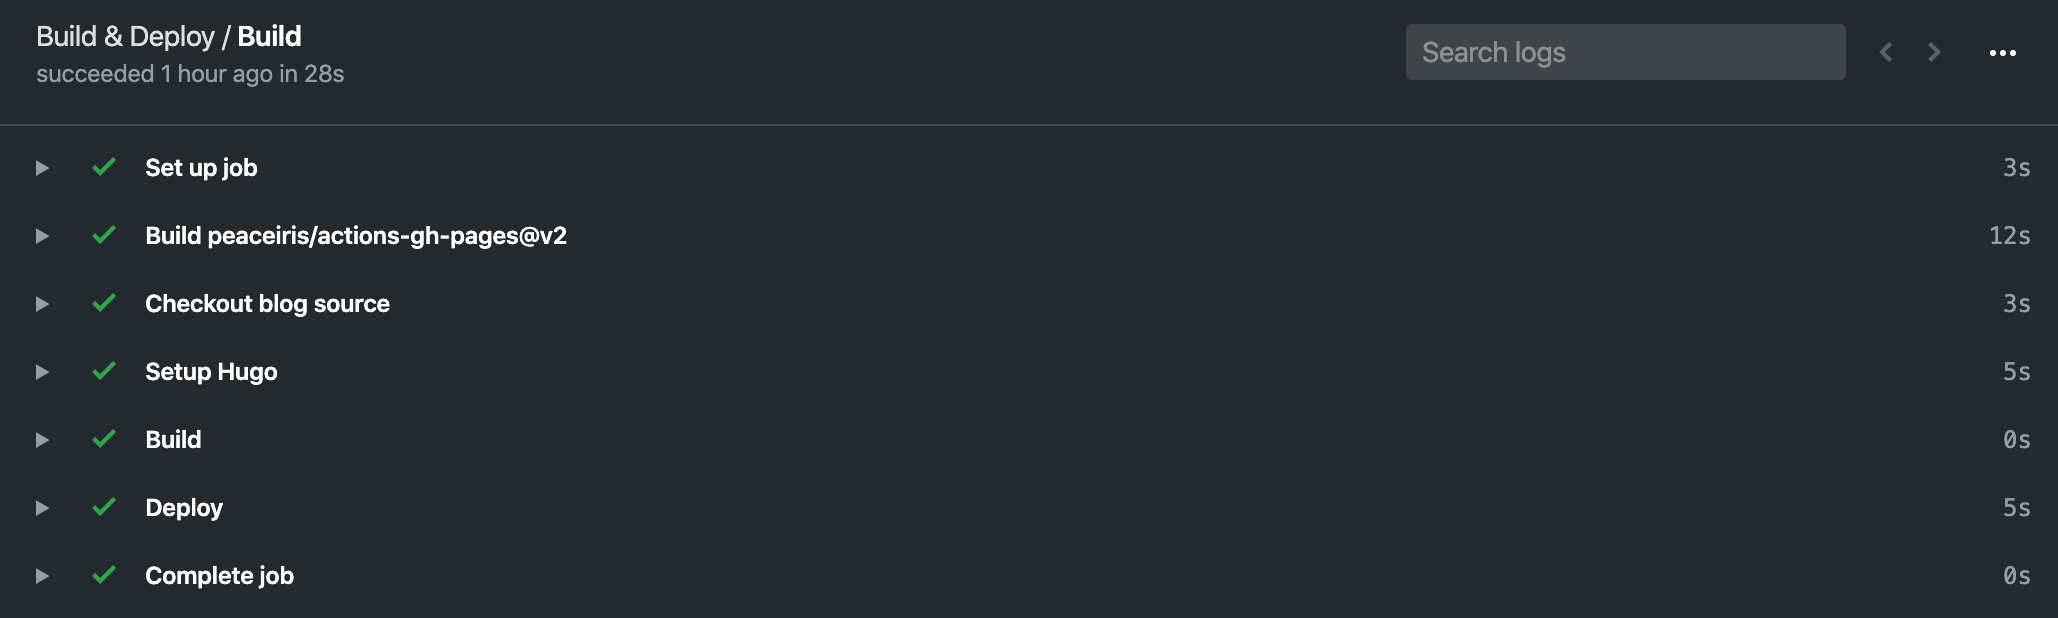 Build & Deploy / Build
succeeded 1 hour ago in 28s
Search logs
Set up job 3s
Build peaceiris/actions-gh-pages@v2 12s
Checkout blog source 3s
Setup Hugo 5s
Build 0s
Deploy 5s
Complete job 0s